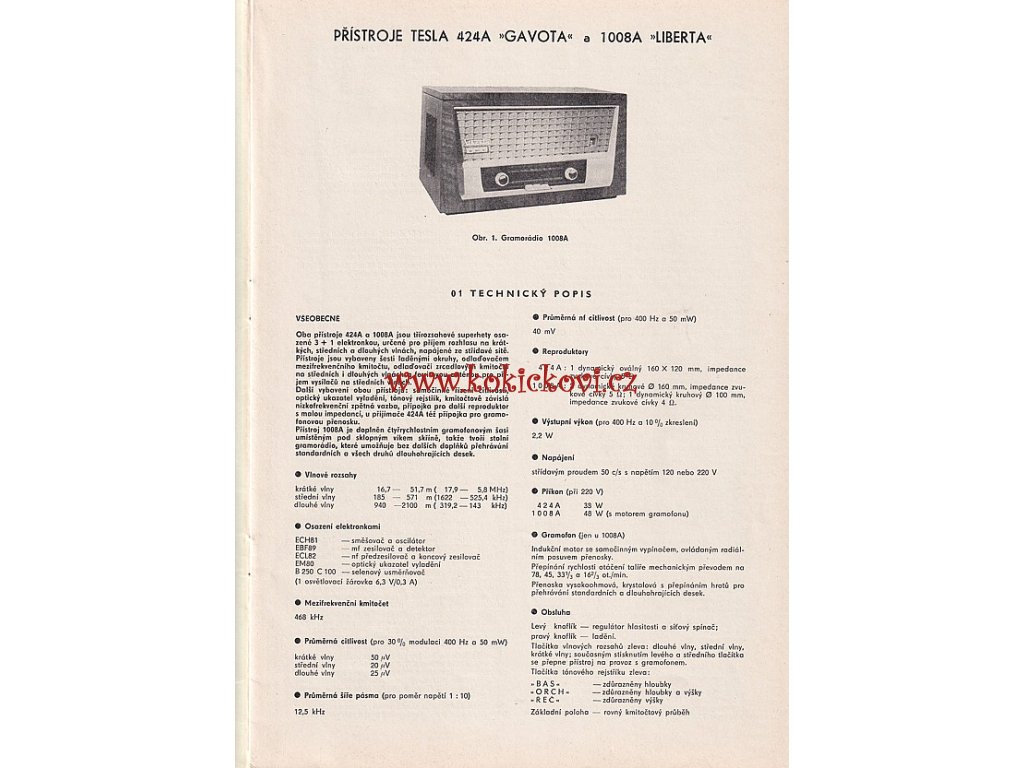 PŘÍSTROJE TESLA 424A »GAVOTA« a 1008A »LIBERTA«
Obr. 1. Gramorádio 1008A
01 TECHNICKÝ POPIS
VŠEOBECNĚ
Oba přístroje 424A a 1008A jsou třírozsahové superhety osa-
zené 3 + 1 elektronkou, určené pro příjem rozhlasu na krát-
kých, středních a dlouhých vlnách, napájené ze střídavé sítě.
Přístroje jsou vybaveny šesti laděnými okruhy, odlaďovačem
mezifrekvenčního kmitočtu, odlaďovači zrcadlových kmitočtů
na středních i dlouhých vlnách, ferritovou anténou pro pří-
jem vysílačů na středních vlnách
www.kokickovi.cz
Další vybavení obou přístrojů: samočinné řízení citlivosti,
optický ukazatel vyladění, tónový rejstřík, kmitočtově závislá
nízkofrekvenční zpětná vazba, přípojka pro další reproduktor
s malou impedancí, u přijímače 424A též přípojka pro gramo-
fonovou přenosku.
Přístroj 1008A je doplněn čtyřrychlostním gramofonovým šasi
umístěným pod sklopným víkem skříně, takže tvoří stolní
gramorádio, které umožňuje bez dalších doplňků přehrávání
standardních a všech druhů dlouhohrajících desek.
● Vlnové rozsahy
krátké vlny 16,7 — 51,7 m ( 17,9 — 5,8 MHz)
střední vlny 185 — 571 m (1622 — 525,4 kHz)
dlouhé vlny 940 —2100 m ( 319,2 — 143 kHz)
● Osazení elektronkami
ECH81 — směšovač a oscilátor
EBF89 — mf zesilovač a detektor
ECL82 — nf předzesilovač a koncový zesilovač
EM80 — optický ukazatel vyladění
B 250 C 100 — selenový usměrňovač
(1 osvětlovací žárovka 6,3 V/0,3 A)
● Mezifrekvenční kmitočet
468 kHz
● Průměrná citlivost (pro 30 % modulaci 400 Hz a 50 mW)
krátké vlny 50 µV
střední vlny 20 µV
dlouhé vlny 25 µV
● Průměrná šíře pásma (pro poměr napětí 1 : 10)
12,5 kHz
● Průměrná nf citlivost (pro 400 Hz a 50 mW)
40 mV
● Reproduktory
424A: 1 dynamický oválný 160 X 120 mm, impedance
dynamické kruhové Ø 160 mm, impedance zvu-
kové cívky 5 Ω; 1 dynamický kruhový Ø 100 mm,
impedance zvukové cívky 4 Ω.
● Výstupní výkon (pro 400 Hz a 10 % zkreslení)
2,2 W
● Napájení
střídavým proudem 50 c/s s napětím 120 nebo 220 V
● Příkon (při 220 V)
424A 33 W
1008A 48 W (s motorem gramofonu)
● Gramofon (jen u 1008A)
Indukční motor se samočinným vypínačem, ovládaným radiál-
ním posuvem přenosky.
Přepínání rychlosti otáčení talíře mechanickým převodem na
78, 45, 33⅓ a 16⅔ ot./min.
Přenoska vysokoohmová, krystalová s přepínáním hrotů pro
přehrávání standardních a dlouhohrajících desek.
● Obsluha
Levý knoflík — regulátor hlasitosti a síťový spínač;
pravý knoflík — ladění.
Tlačítka vlnových rozsahů zleva: dlouhé vlny, střední vlny,
krátké vlny; současným stisknutím levého a středního tlačítka
se přepne přístroj na provoz s gramofonem.
Tlačítka tónového rejstříku zleva:
»BAS« — zdůrazněny hloubky
»ORCH« — zdůrazněny hloubky a výšky
»REC« — zdůrazněny výšky
Základní poloha — rovný kmitočtový průběh